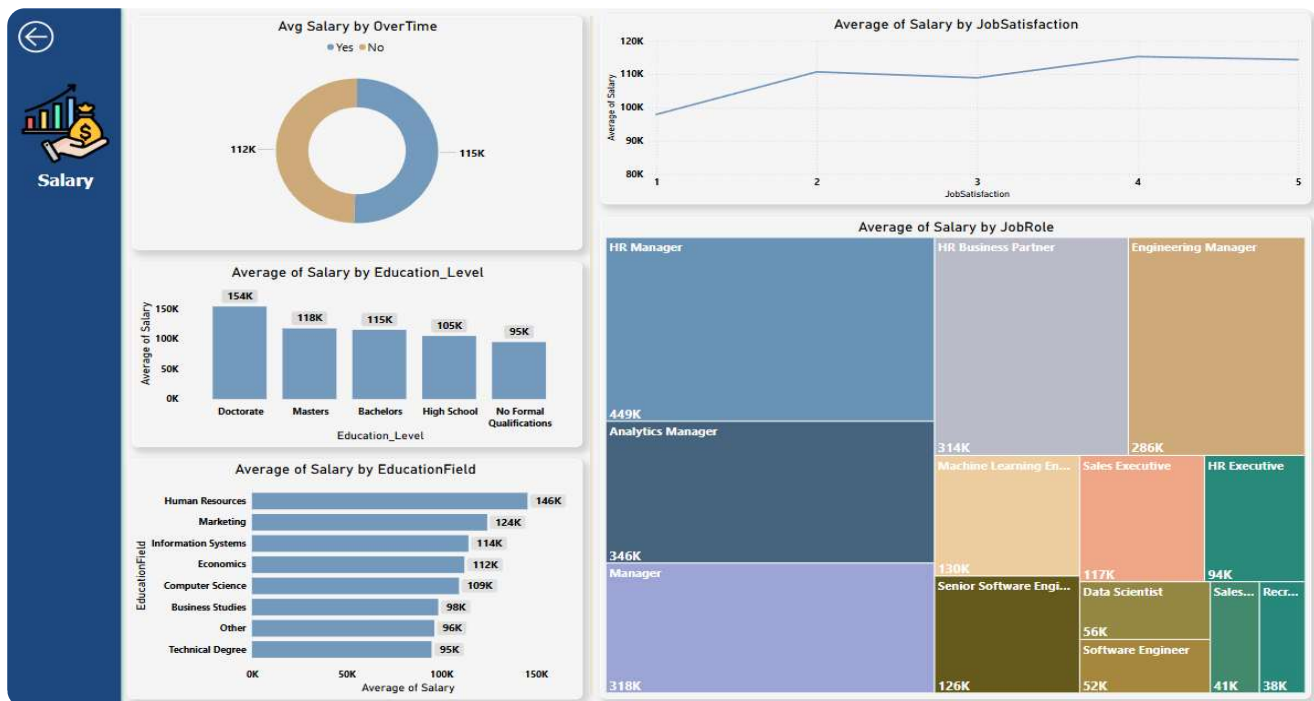 Salary
Avg Salary by OverTime
Yes No
112K
115K
Average of Salary by Education_Level
Average of Salary
150K
100K
50K
0K
154K
118K
115K
105K
95K
Doctorate
Masters
Bachelors
High School
No Formal
Qualifications
Education_Level
Average of Salary by EducationField
EducationField
Human Resources
146K
Marketing
124K
Information Systems
114K
Economics
112K
Computer Science
109K
Business Studies
98K
Other
96K
Technical Degree
95K
0K
50K
100K
150K
Average of Salary
Average of Salary by JobSatisfaction
Average of Salary
120K
110K
100K
90K
80K
1
2
3
4
5
JobSatisfaction
Average of Salary by JobRole
HR Manager
449K
Analytics Manager
346K
Manager
318K
HR Business Partner
314K
Engineering Manager
286K
Machine Learning En...
130K
Sales Executive
117K
HR Executive
94K
Senior Software Engi...
126K
Data Scientist
56K
Software Engineer
52K
Sales...
41K
Recr...
38K